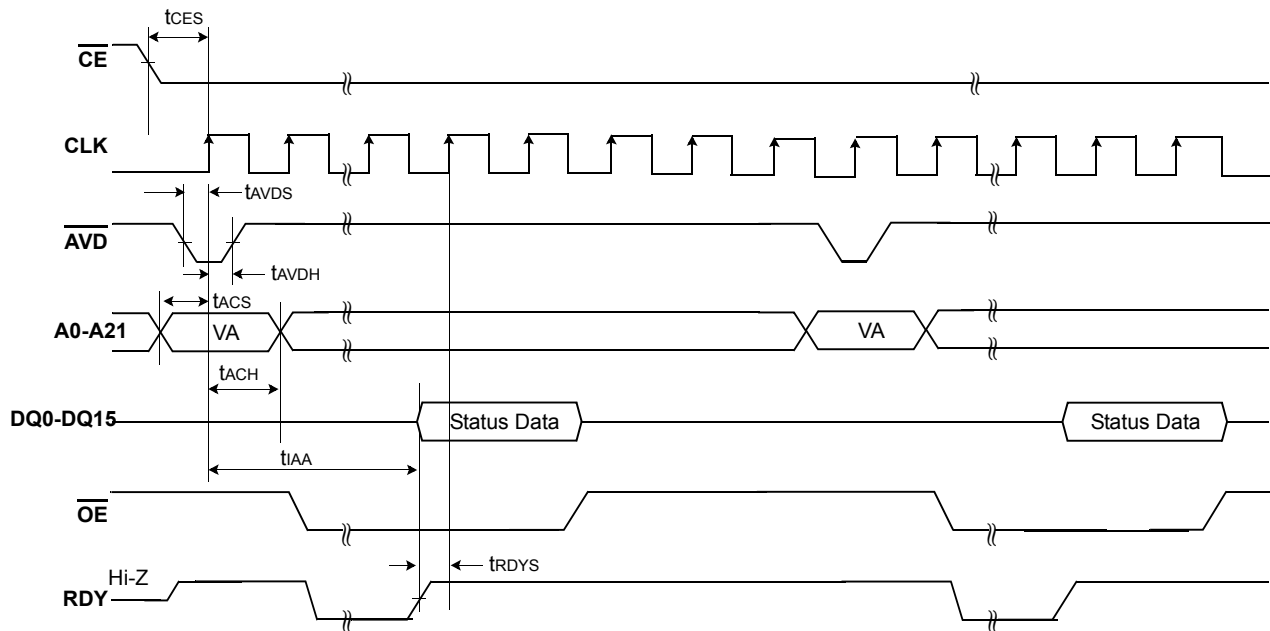 tCES
CE
CLK
tAVDS
AVD
tAVDH
tACS
A0-A21
VA
VA
tACH
DQ0-DQ15
Status Data
Status Data
tIAA
OE
tRDYS
Hi-Z
RDY